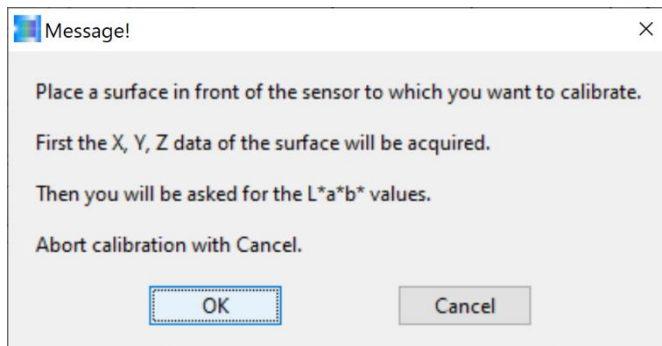 Message!
Place a surface in front of the sensor to which you want to calibrate.
First the X, Y, Z data of the surface will be acquired.
Then you will be asked for the L*a*b* values.
Abort calibration with Cancel.
OK Cancel